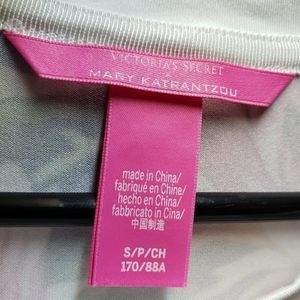 VICTORIA'S SECRET
X
MARY KATRANTZOU
made in China/
fabriqué en Chine/
hecho en China/
fabbricato in Cina/
中国制造
S/P/CH
170/88A